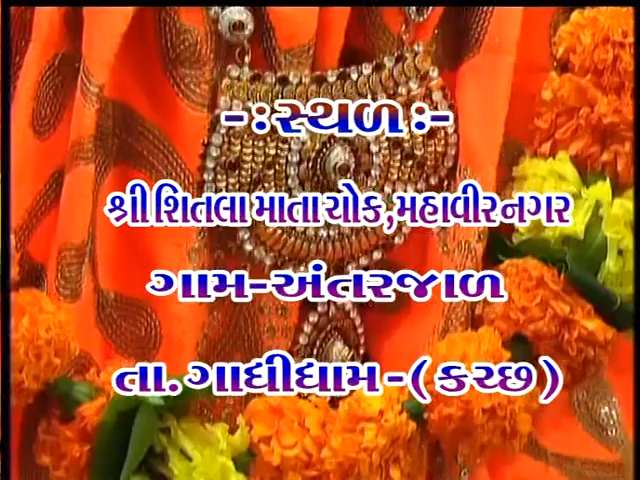 -ઃસ્થળઃ-
શ્રી શિતલા માતા ચોક,મહાવીરનગર
ગામ-અંતરજાળ
તા.ગાધીધામ-(કચ્છ)